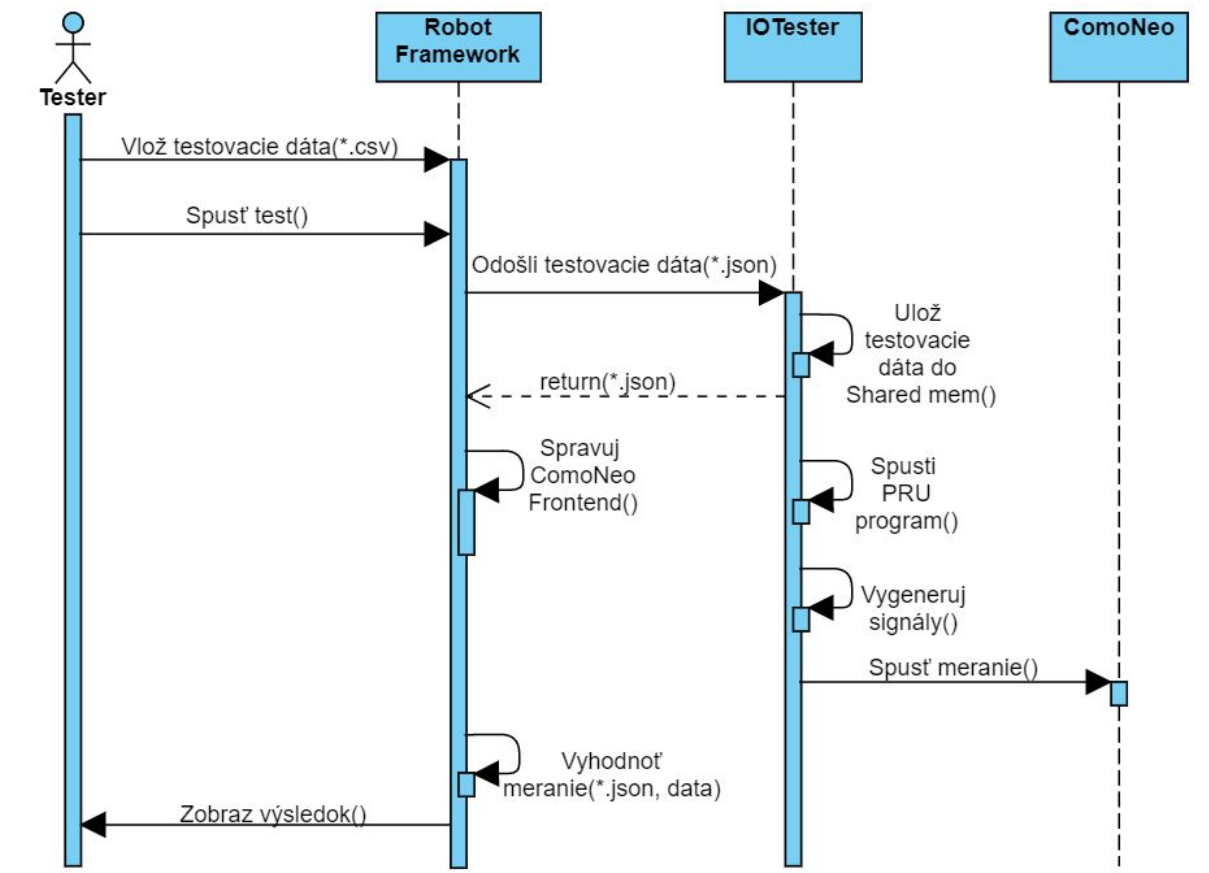 Robot
Framework
IOTester
ComoNeo
Tester
Vlož testovacie dáta(*.csv)
Spusť test()
Odošli testovacie dáta(*.json)
Ulož
testovacie
dáta do
Shared mem()
return(*.json)
Spravuj
ComoNeo
Frontend()
Spusti
PRU
program()
Vygeneruj
signály()
Spusť meranie()
Vyhodnoť
meranie(*.json, data)
Zobraz výsledok()